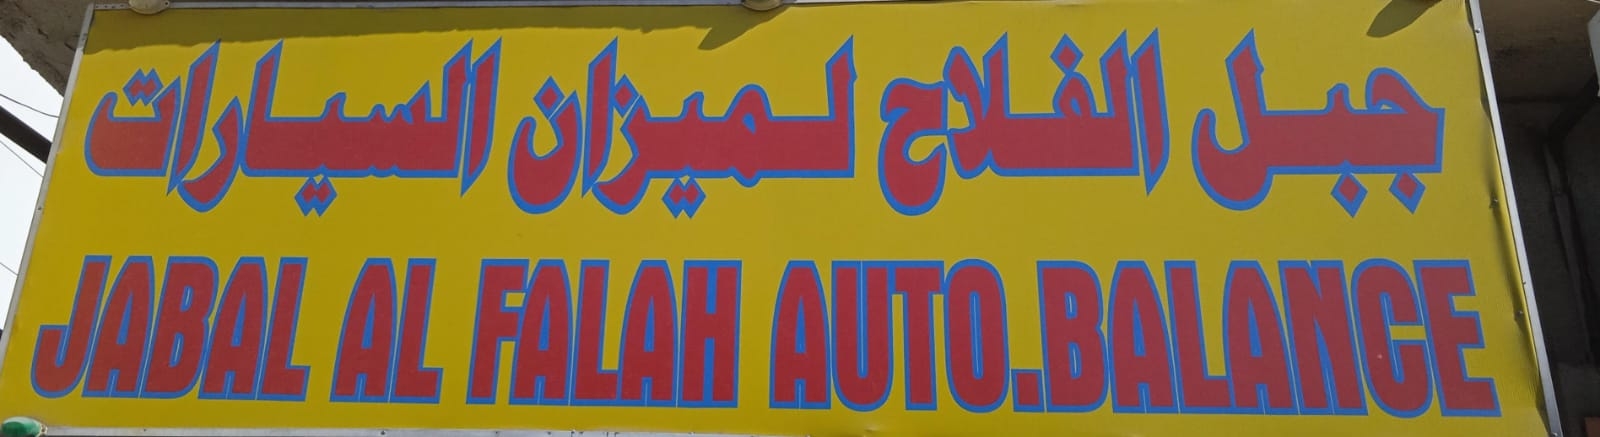 جبل الفلاح لميزان السيارات
JABAL AL FALAH AUTO.BALANCE